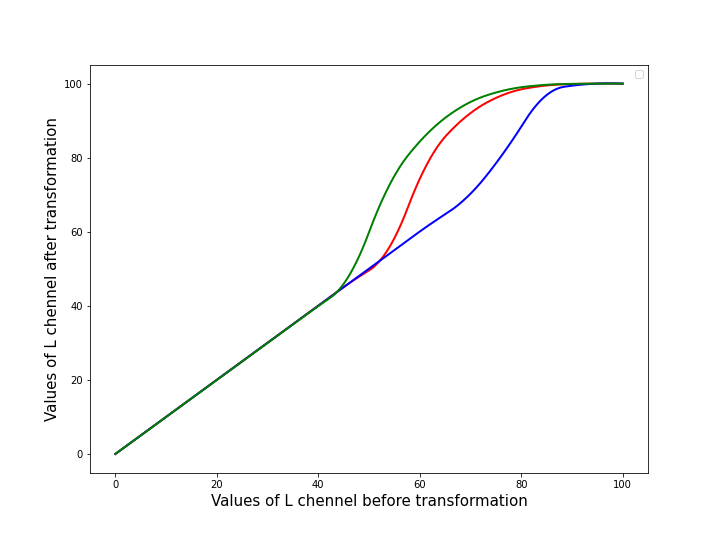 100
80
60
40
20
0
Values of L chennel after transformation
0 20 40 60 80 100
Values of L chennel before transformation